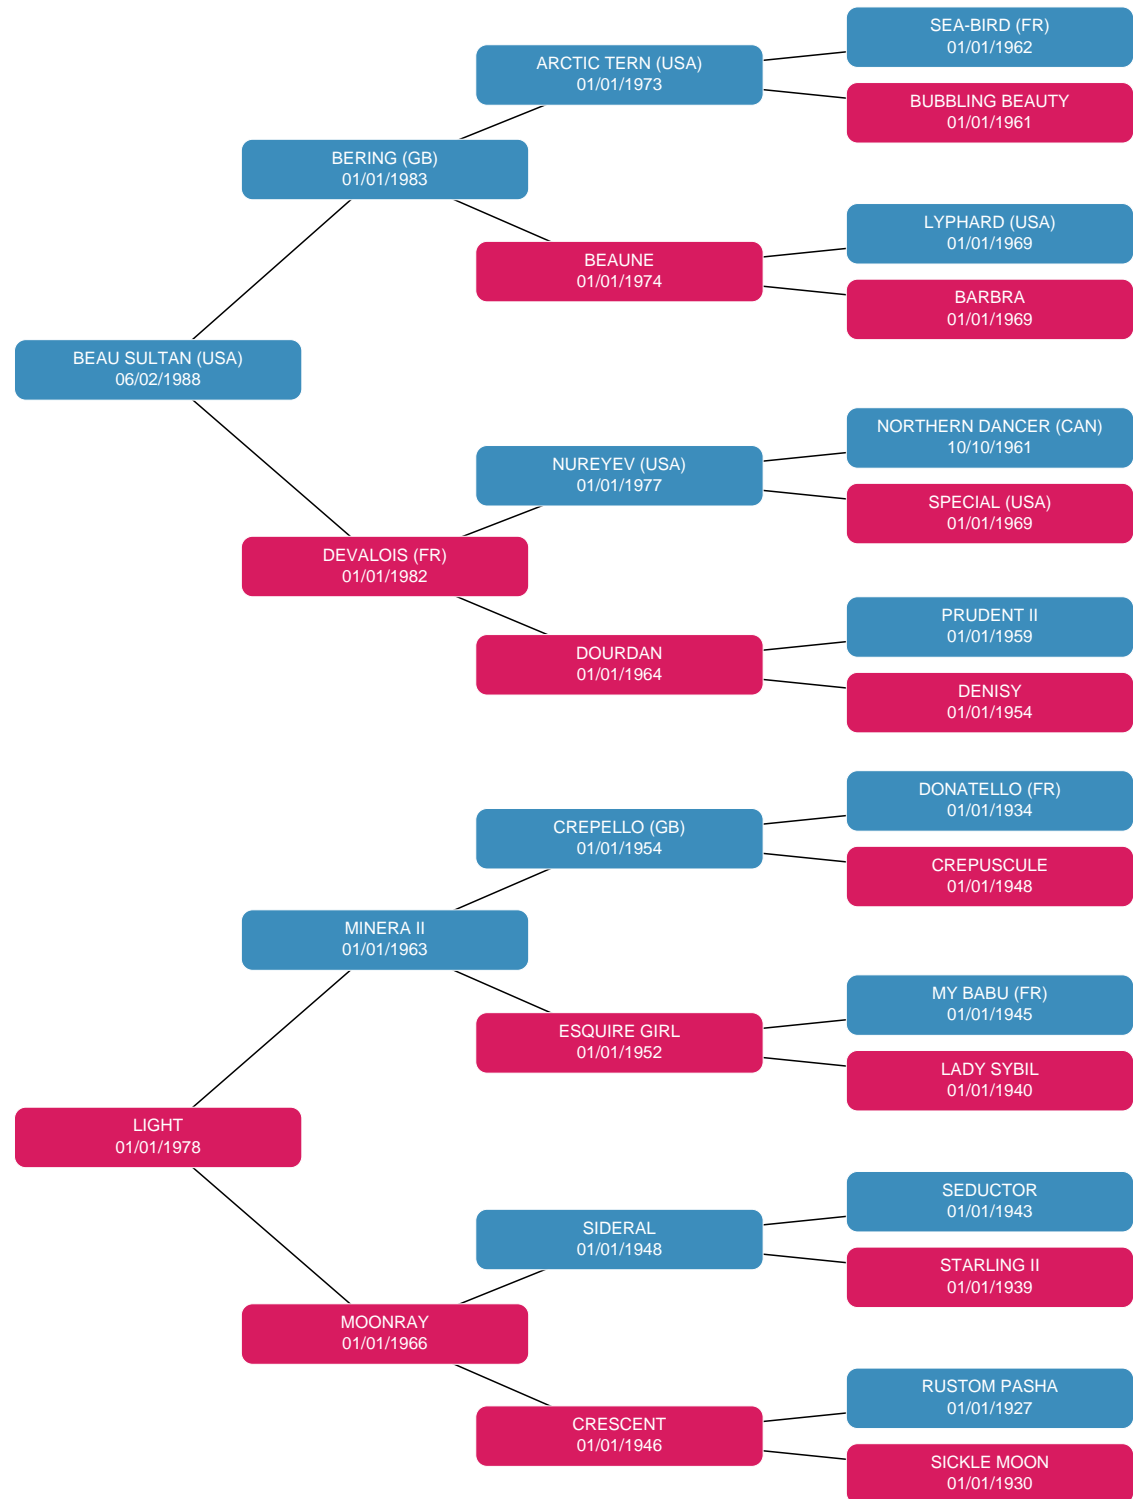 SEA-BIRD (FR)
01/01/1962
ARCTIC TERN (USA)
01/01/1973
BUBBLING BEAUTY
01/01/1961
BERING (GB)
01/01/1983
LYPHARD (USA)
01/01/1969
BEAUNE
01/01/1974
BARBRA
01/01/1969
BEAU SULTAN (USA)
06/02/1988
NORTHERN DANCER (CAN)
10/10/1961
NUREYEV (USA)
01/01/1977
SPECIAL (USA)
01/01/1969
DEVALOIS (FR)
01/01/1982
PRUDENT II
01/01/1959
DOURDAN
01/01/1964
DENISY
01/01/1954
DONATELLO (FR)
01/01/1934
CREPELLO (GB)
01/01/1954
CREPUSCULE
01/01/1948
MINERA II
01/01/1963
MY BABU (FR)
01/01/1945
ESQUIRE GIRL
01/01/1952
LADY SYBIL
01/01/1940
LIGHT
01/01/1978
SEDUCTOR
01/01/1943
SIDERAL
01/01/1948
STARLING II
01/01/1939
MOONRAY
01/01/1966
RUSTOM PASHA
01/01/1927
CRESCENT
01/01/1946
SICKLE MOON
01/01/1930